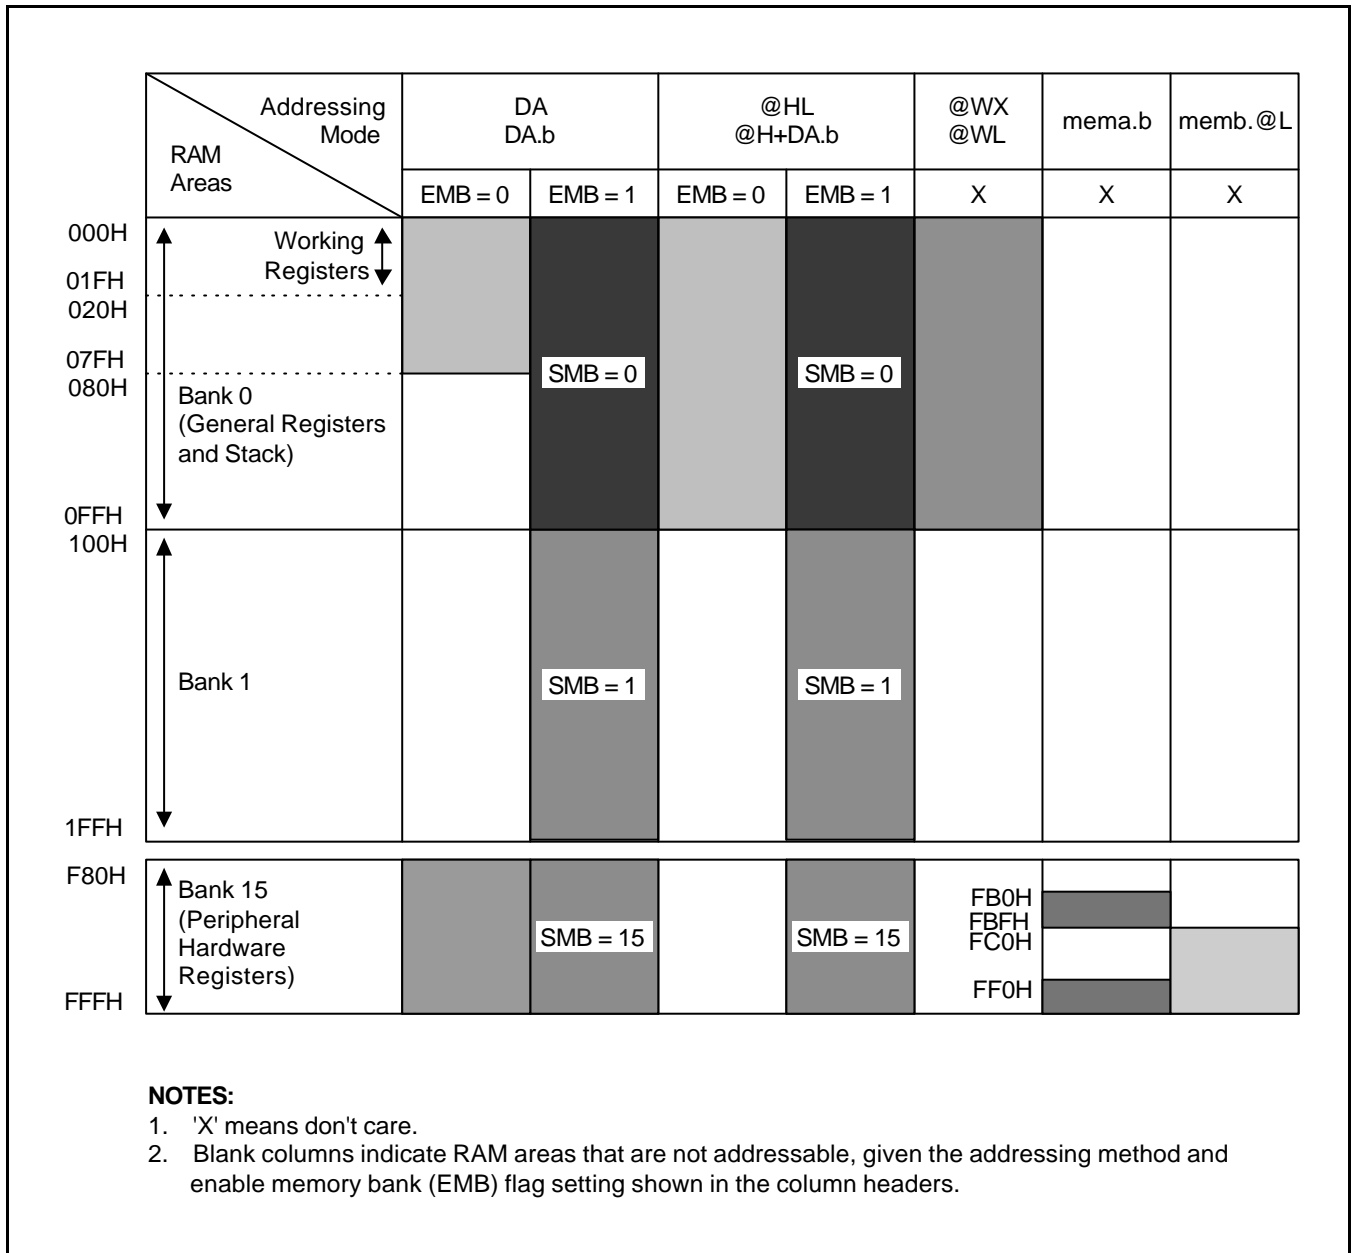 Addressing
Mode
RAM
Areas
DA
DA.b
@HL
@H+DA.b
@WX
@WL
mema.b
memb.@L
EMB = 0
EMB = 1
EMB = 0
EMB = 1
X
X
X
000H
Working
Registers
01FH
020H
07FH
080H
SMB = 0
SMB = 0
Bank 0
(General Registers
and Stack)
0FFH
100H
Bank 1
SMB = 1
SMB = 1
1FFH
F80H
Bank 15
(Peripheral
Hardware
Registers)
SMB = 15
SMB = 15
FB0H
FBFH
FC0H
FF0H
FFFH
NOTES:
1. 'X' means don't care.
2. Blank columns indicate RAM areas that are not addressable, given the addressing method and
enable memory bank (EMB) flag setting shown in the column headers.